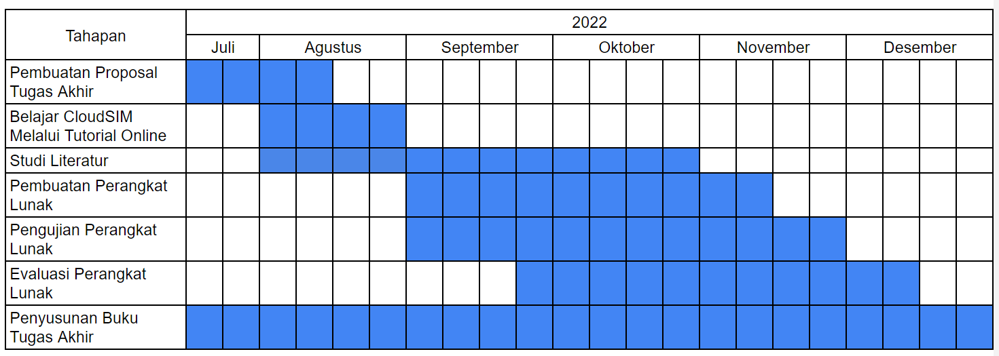 Tahapan
2022
Juli
Agustus
September
Oktober
November
Desember
Pembuatan Proposal
Tugas Akhir
Belajar CloudSIM
Melalui Tutorial Online
Studi Literatur
Pembuatan Perangkat
Lunak
Pengujian Perangkat
Lunak
Evaluasi Perangkat
Lunak
Penyusunan Buku
Tugas Akhir